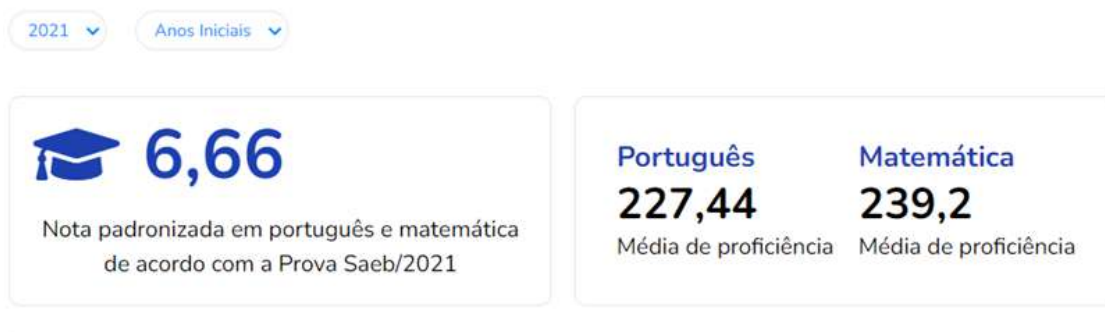 2021
Anos Iniciais
6,66
Nota padronizada em português e matemática
de acordo com a Prova Saeb/2021
Português
227,44
Média de proficiência
Matemática
239,2
Média de proficiência